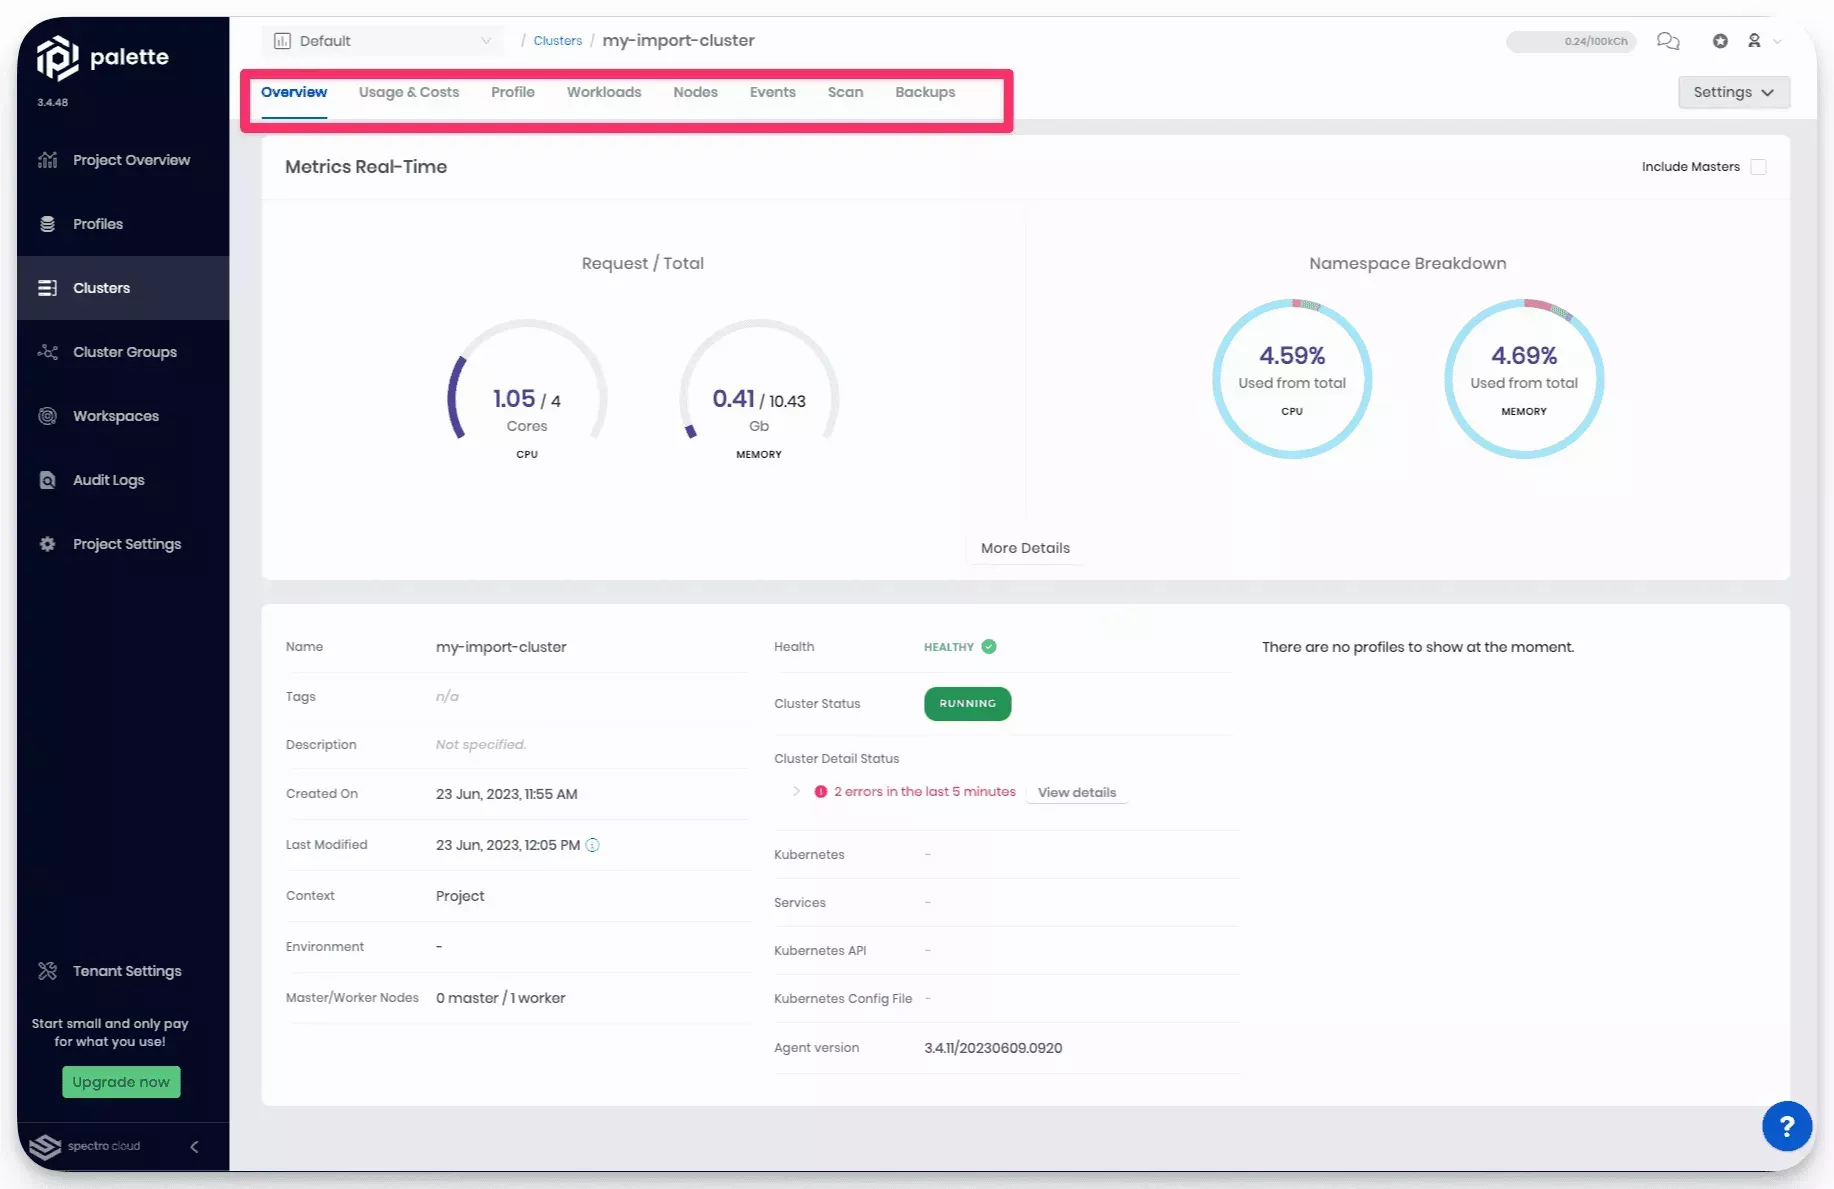 palette
3.4.48
Project Overview
Profiles
Clusters
Cluster Groups
Workspaces
Audit Logs
Project Settings
Tenant Settings
Start small and only pay
for what you use!
Upgrade now
spectro cloud
Default / Clusters / my-import-cluster
0.24/100kCh
Overview Usage & Costs Profile Workloads Nodes Events Scan Backups
Settings
Metrics Real-Time
Include Masters
Request / Total
1.05 / 4
Cores
CPU
0.41 / 10.43
Gb
MEMORY
Namespace Breakdown
4.59%
Used from total
CPU
4.69%
Used from total
MEMORY
More Details
Name my-import-cluster
Tags n/a
Description Not specified.
Created On 23 Jun, 2023, 11:55 AM
Last Modified 23 Jun, 2023, 12:05 PM
Context Project
Environment -
Master/Worker Nodes 0 master / 1 worker
Health HEALTHY
Cluster Status RUNNING
Cluster Detail Status
2 errors in the last 5 minutes View details
Kubernetes -
Services -
Kubernetes API -
Kubernetes Config File -
Agent version 3.4.11/20230609.0920
There are no profiles to show at the moment.
?